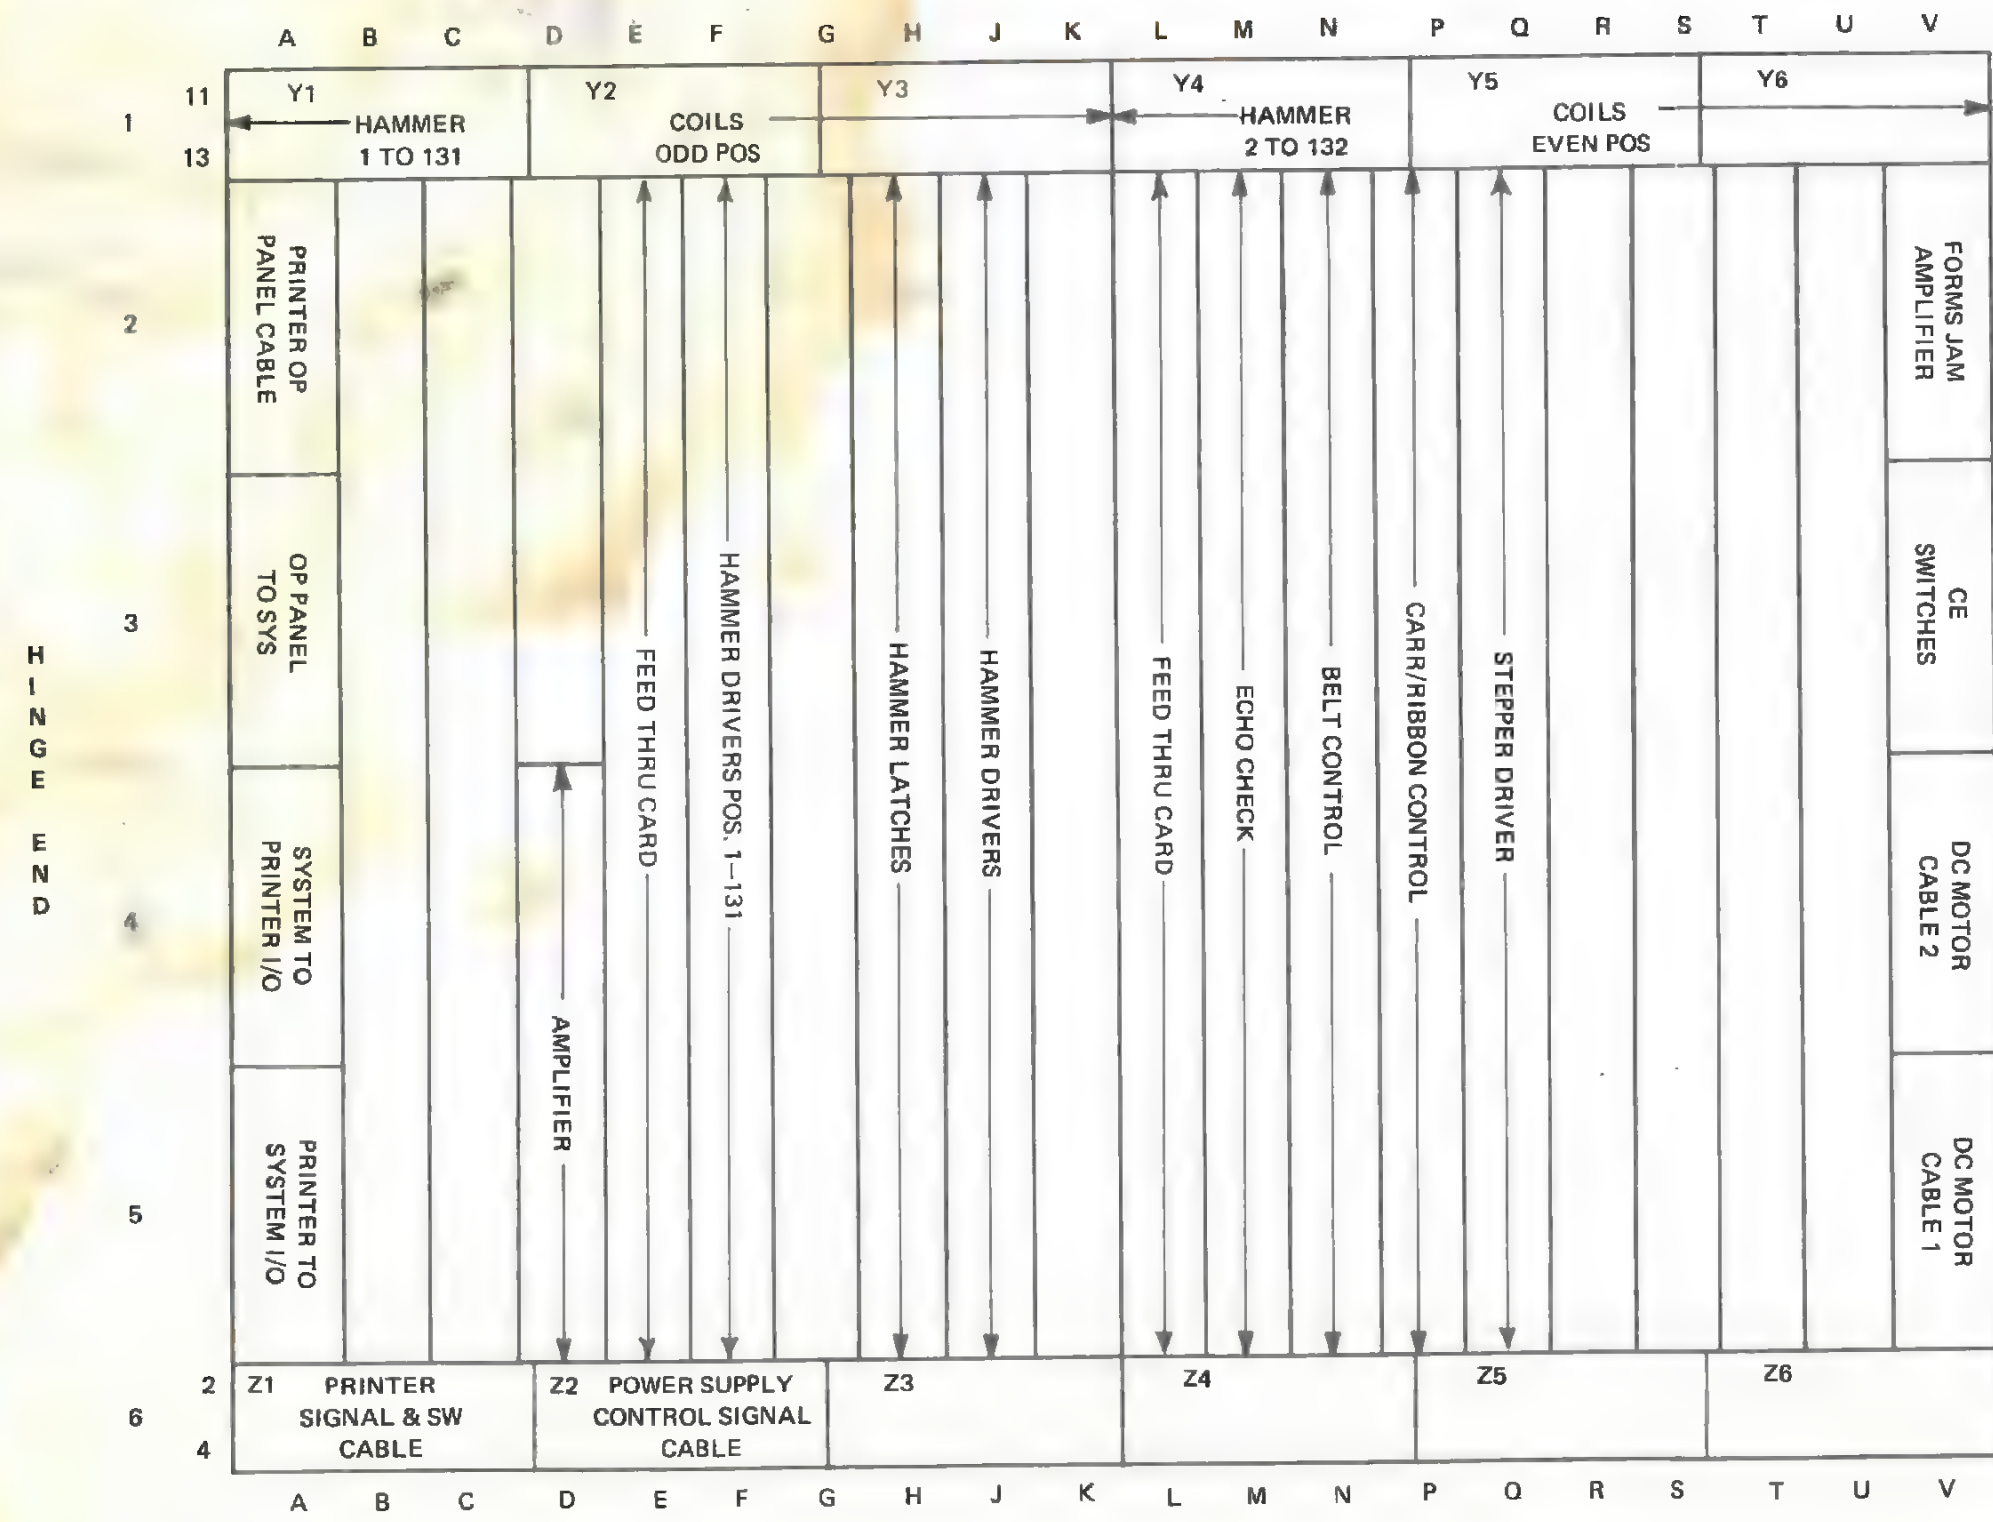 A B C D E F G H J K L M N P Q R S T U V
11 Y1 Y2 Y3 Y4 Y5 Y6
1 HAMMER COILS HAMMER COILS
13 1 TO 131 ODD POS 2 TO 132 EVEN POS
2
3
4
5
HINGE END
PRINTER OP
PANEL CABLE
OP PANEL
TO SYS
SYSTEM TO
PRINTER I/O
PRINTER TO
SYSTEM I/O
AMPLIFIER
FEED THRU CARD
HAMMER DRIVERS POS. 1–131
HAMMER LATCHES
HAMMER DRIVERS
FEED THRU CARD
ECHO CHECK
BELT CONTROL
CARR/RIBBON CONTROL
STEPPER DRIVER
FORMS JAM
AMPLIFIER
CE
SWITCHES
DC MOTOR
CABLE 2
DC MOTOR
CABLE 1
2 Z1 PRINTER Z2 POWER SUPPLY Z3 Z4 Z5 Z6
6 SIGNAL & SW CONTROL SIGNAL
4 CABLE CABLE
A B C D E F G H J K L M N P Q R S T U V